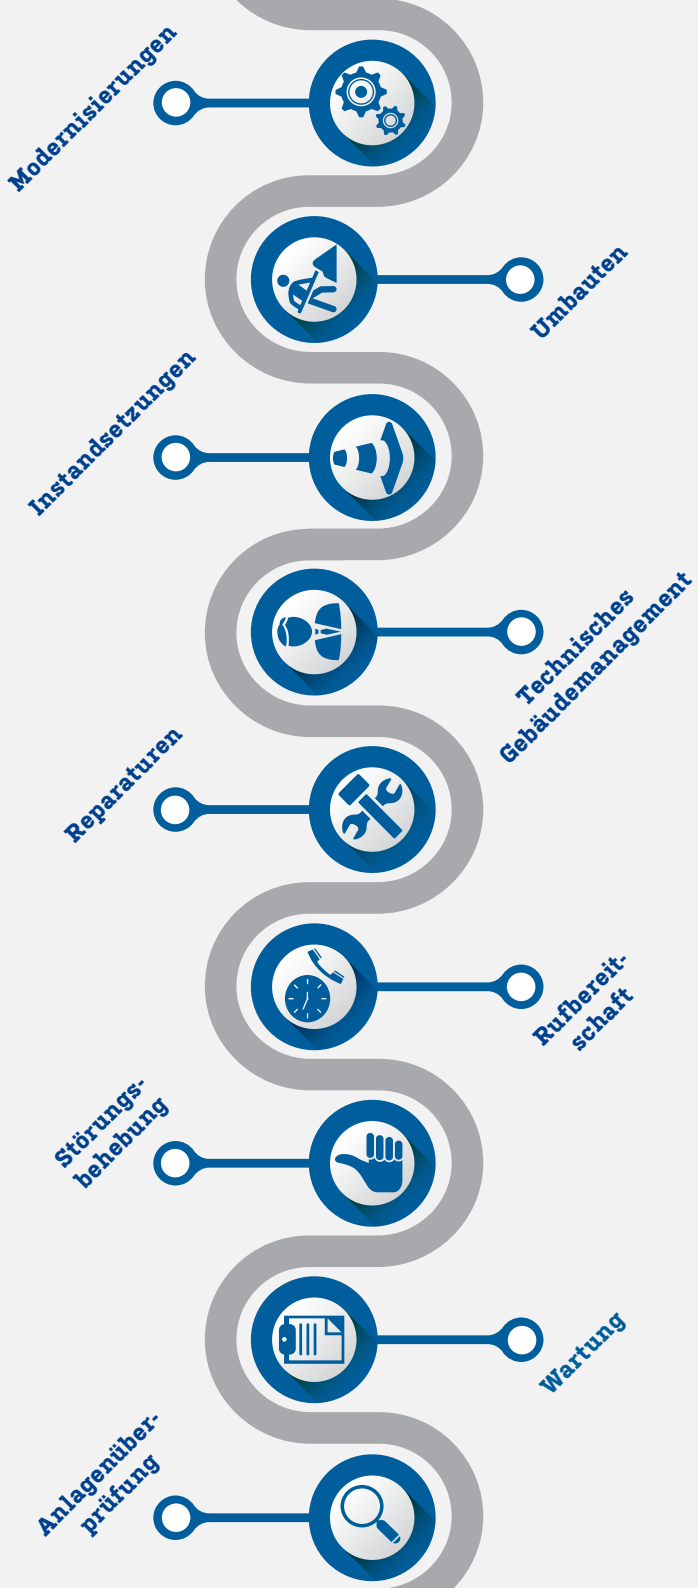 Modernisierungen
Umbauten
Instandsetzungen
Technisches
Gebäudemanagement
Reparaturen
Rufbereit-
schaft
Störungs-
behebung
Wartung
Anlagenüber-
prüfung